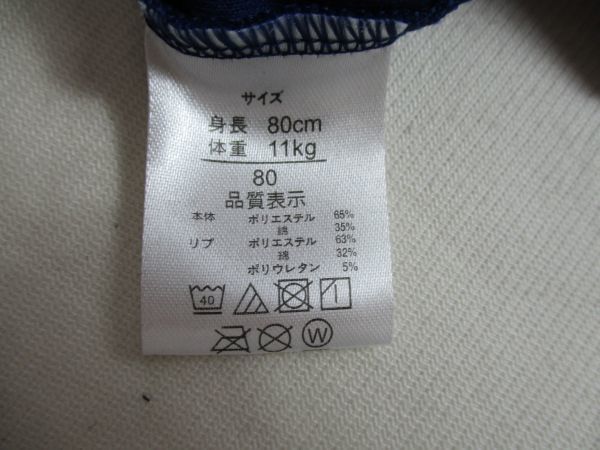 サイズ
身長 80cm
体重 11kg
80
品質表示
本体 ポリエステル 65%
綿 35%
リブ ポリエステル 63%
綿 32%
ポリウレタン 5%
40
W